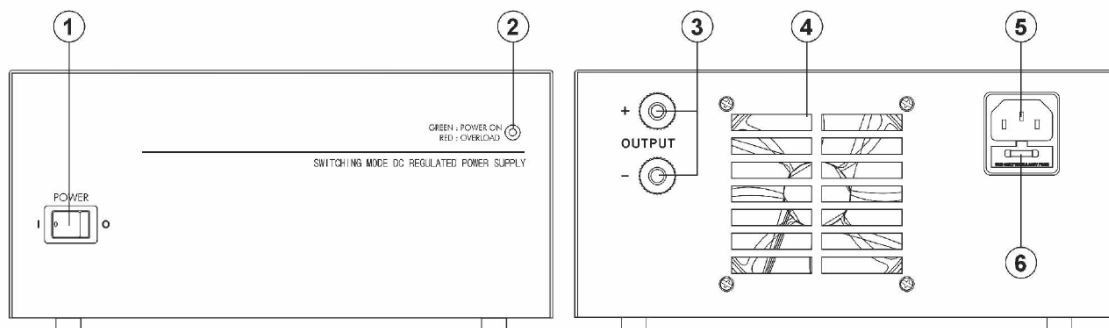 1
2
3
4
5
6
GREEN : POWER ON
RED : OVERLOAD
SWITCHING MODE DC REGULATED POWER SUPPLY
POWER
I
O
+
OUTPUT
-